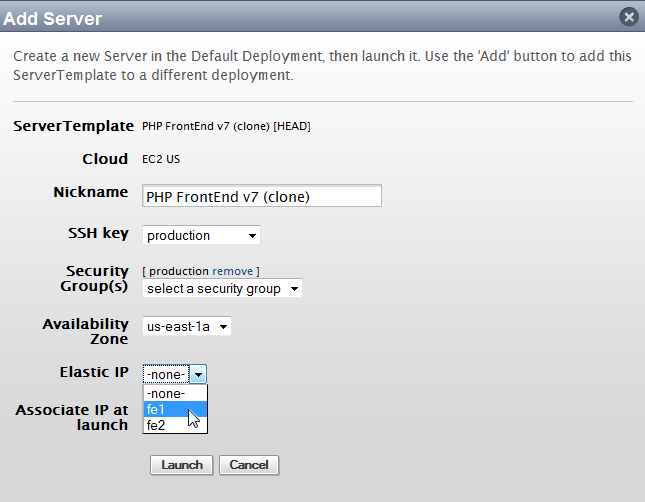 Add Server
Create a new Server in the Default Deployment, then launch it. Use the 'Add' button to add this
ServerTemplate to a different deployment.
ServerTemplate PHP FrontEnd v7 (clone) [HEAD]
Cloud EC2 US
Nickname PHP FrontEnd v7 (clone)
SSH key production
Security [ production remove ]
Group(s) select a security group
Availability us-east-1a
Zone
Elastic IP -none-
-none-
Associate IP at fe1
launch fe2
Launch Cancel